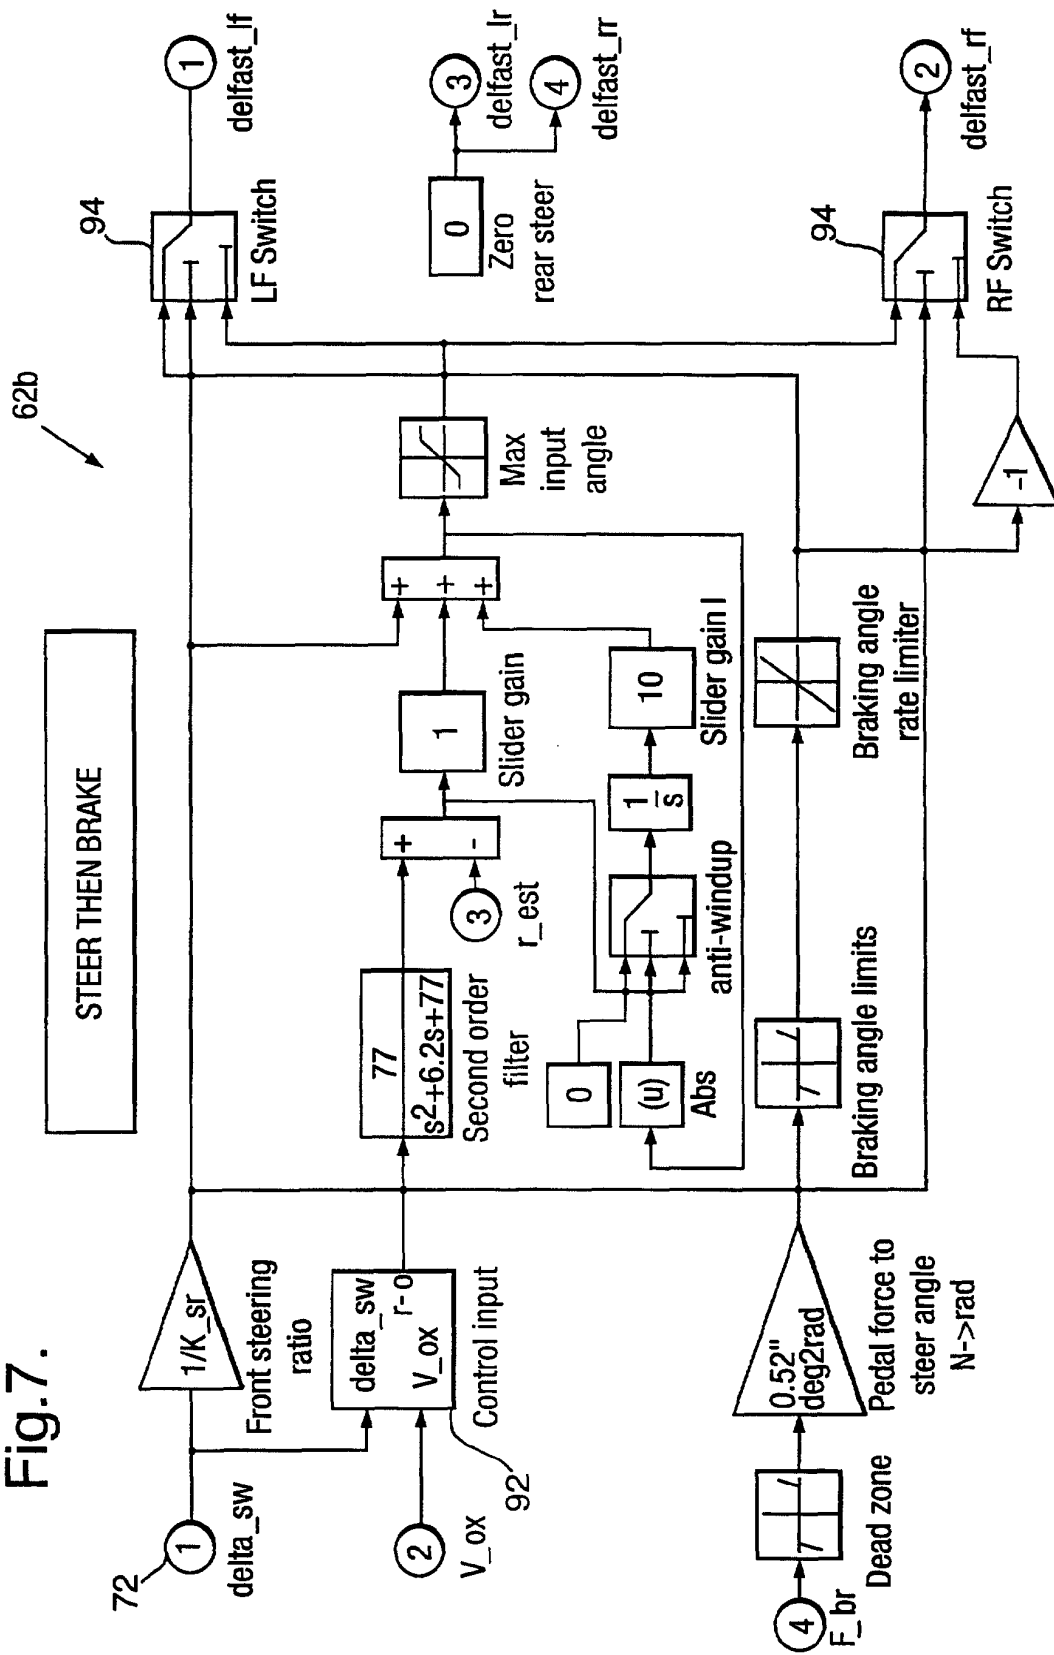 Fig.7.
62b
STEER THEN BRAKE
72
1
delta_sw
1/K_sr
Front steering
ratio
94
LF Switch
1
delfast_lf
2
V_ox
delta_sw
r-o
V_ox
Control input
92
77
s²+6.2s+77
Second order
filter
+
-
3
r_est
1
Slider gain
+
+
+
Max
input
angle
0
Zero
rear steer
3
delfast_lr
4
delfast_rr
0
(u)
Abs
anti-windup
1
s
10
Slider gain I
4
F_br
Dead zone
0.52"
deg2rad
Pedal force to
steer angle
N->rad
Braking angle limits
Braking angle
rate limiter
-1
94
RF Switch
2
delfast_rf